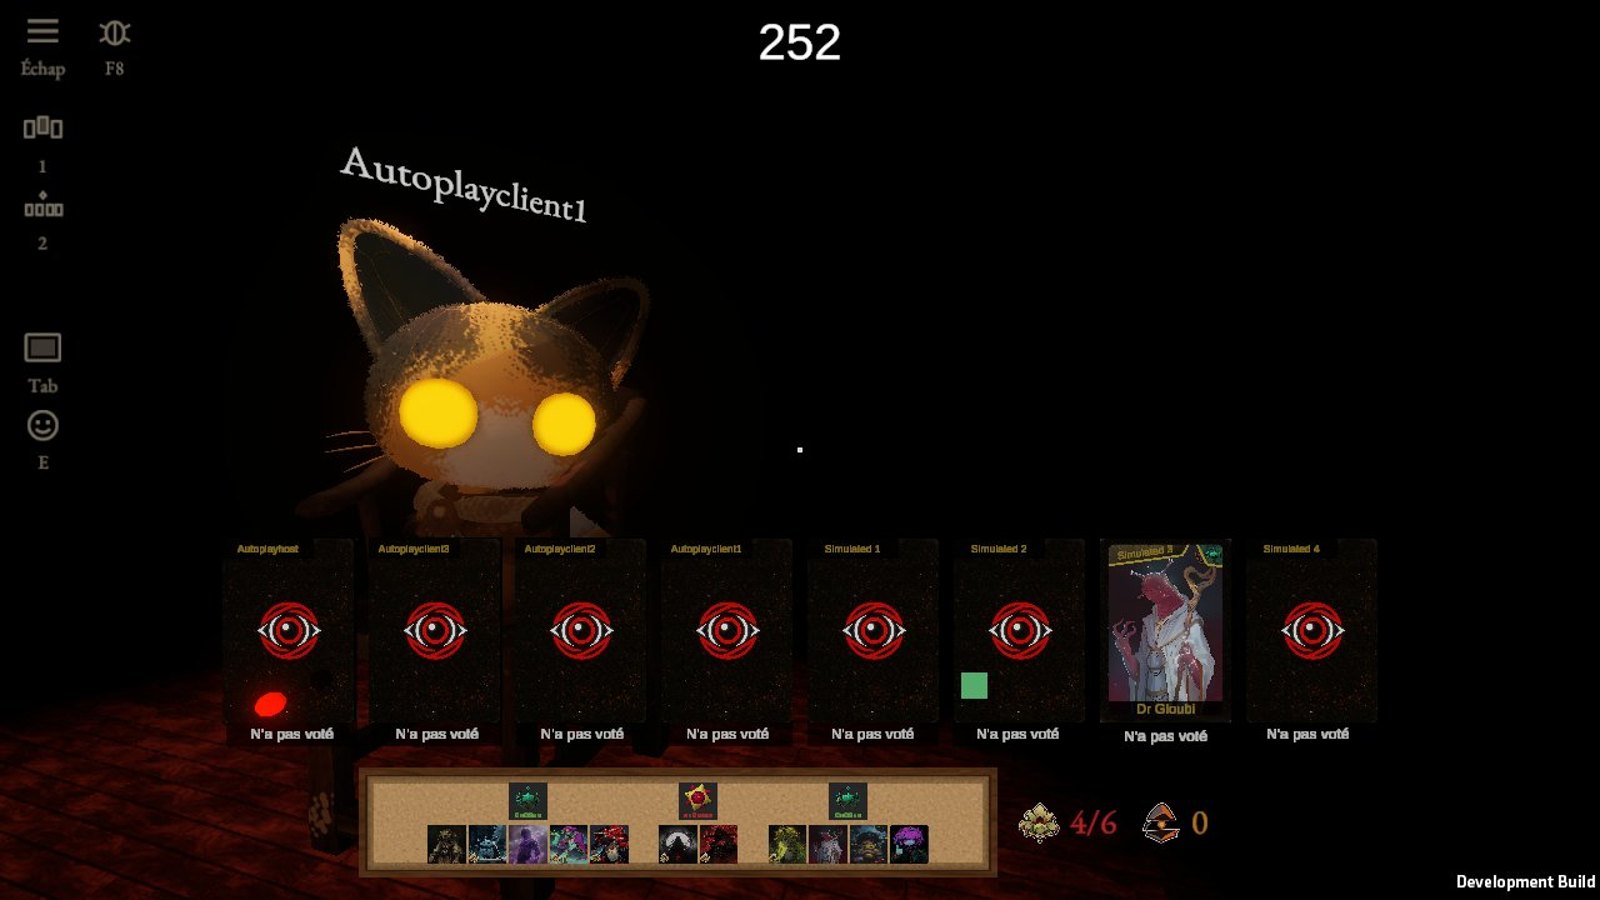 252
Échap
F8
1
2
Tab
E
Autoplayclient1
Autoplayhost
Autoplayclient3
Autoplayclient2
Autoplayclient1
Simulated 1
Simulated 2
Simulated 3
Simulated 4
Dr Gloubi
N'a pas voté
N'a pas voté
N'a pas voté
N'a pas voté
N'a pas voté
N'a pas voté
N'a pas voté
N'a pas voté
4/6
0
Development Build